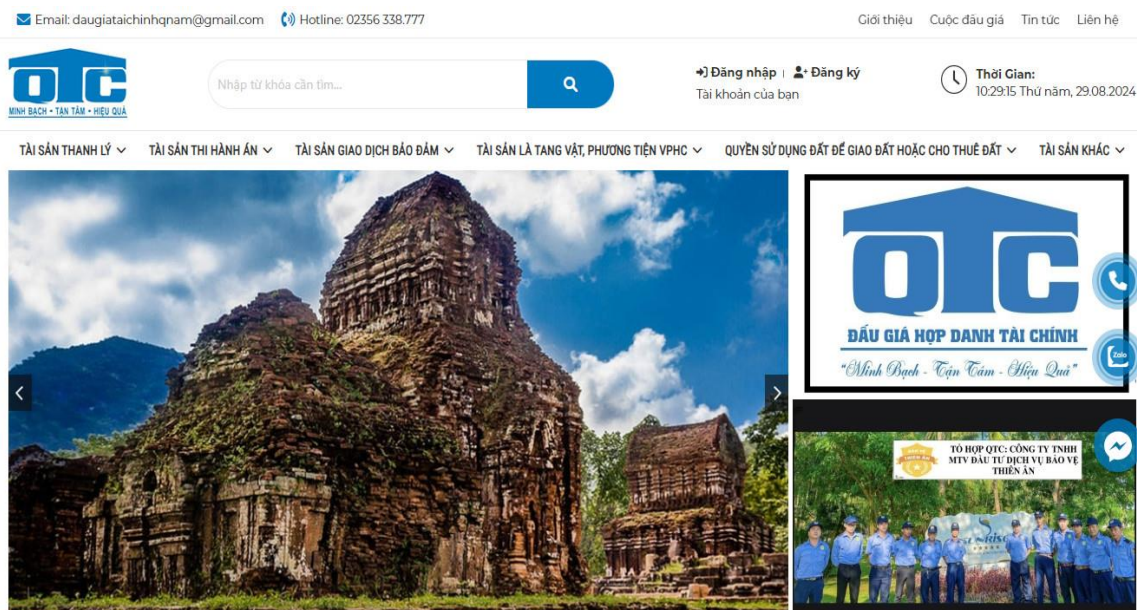 Email: daugiataichinhqnam@gmail.com
Hotline: 02356 338.777
Giới thiệu
Cuộc đấu giá
Tin tức
Liên hệ
QTC
MINH BẠCH - TẬN TÂM - HIỆU QUẢ
Nhập từ khóa cần tìm...
Đăng nhập
Đăng ký
Tài khoản của bạn
Thời Gian:
10:29:15 Thứ năm, 29.08.2024
TÀI SẢN THANH LÝ
TÀI SẢN THI HÀNH ÁN
TÀI SẢN GIAO DỊCH BẢO ĐẢM
TÀI SẢN LÀ TANG VẬT, PHƯƠNG TIỆN VPHC
QUYỀN SỬ DỤNG ĐẤT ĐỂ GIAO ĐẤT HOẶC CHO THUÊ ĐẤT
TÀI SẢN KHÁC
QTC
ĐẤU GIÁ HỢP DANH TÀI CHÍNH
"Minh Bạch - Tận Tâm - Hiệu Quả"
Zalo
TỔ HỢP QTC: CÔNG TY TNHH
MTV ĐẦU TƯ DỊCH VỤ BẢO VỆ
THIÊN ÂN
THIEN AN
SUNRISE